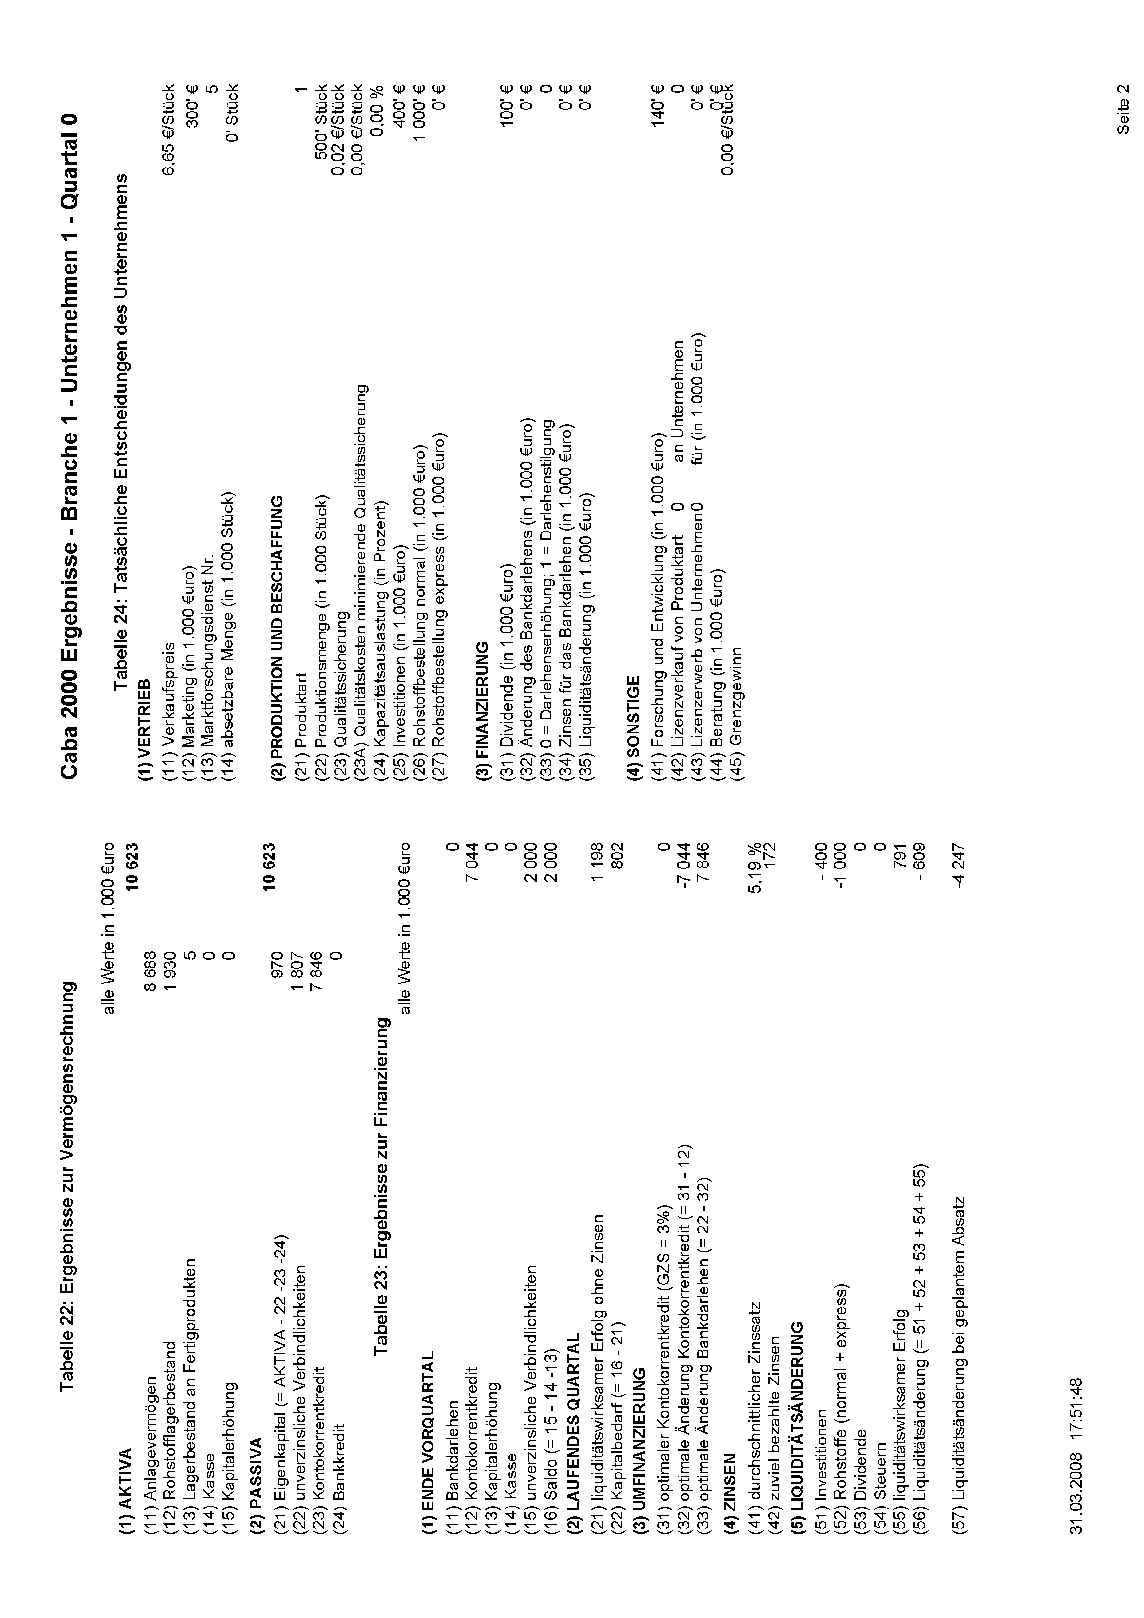 Caba 2000 Ergebnisse - Branche 1 - Unternehmen 1 - Quartal 0
Tabelle 22: Ergebnisse zur Vermögensrechnung
alle Werte in 1.000 €uro
(1) AKTIVA 10 623
(11) Anlagevermögen 8 688
(12) Rohstofflagerbestand 1 930
(13) Lagerbestand an Fertigprodukten 5
(14) Kasse 0
(15) Kapitalerhöhung 0
(2) PASSIVA 10 623
(21) Eigenkapital (= AKTIVA - 22 -23 -24) 970
(22) unverzinsliche Verbindlichkeiten 1 807
(23) Kontokorrentkredit 7 846
(24) Bankkredit 0
Tabelle 23: Ergebnisse zur Finanzierung
alle Werte in 1.000 €uro
(1) ENDE VORQUARTAL
(11) Bankdarlehen 0
(12) Kontokorrentkredit 7 044
(13) Kapitalerhöhung 0
(14) Kasse 0
(15) unverzinsliche Verbindlichkeiten 2 000
(16) Saldo (= 15 - 14 -13) 2 000
(2) LAUFENDES QUARTAL
(21) liquiditätswirksamer Erfolg ohne Zinsen 1 198
(22) Kapitalbedarf (= 16 - 21) 802
(3) UMFINANZIERUNG
(31) optimaler Kontokorrentkredit (GZS = 3%) 0
(32) optimale Änderung Kontokorrentkredit (= 31 - 12) -7 044
(33) optimale Änderung Bankdarlehen (= 22 - 32) 7 846
(4) ZINSEN
(41) durchschnittlicher Zinssatz 5,19 %
(42) zuviel bezahlte Zinsen 172
(5) LIQUIDITÄTSÄNDERUNG
(51) Investitionen - 400
(52) Rohstoffe (normal + express) -1 000
(53) Dividende 0
(54) Steuern 0
(55) liquiditätswirksamer Erfolg 791
(56) Liquiditätsänderung (= 51 + 52 + 53 + 54 + 55) - 609
(57) Liquiditätsänderung bei geplantem Absatz -4 247
Tabelle 24: Tatsächliche Entscheidungen des Unternehmens
(1) VERTRIEB
(11) Verkaufspreis 6,65 €/Stück
(12) Marketing (in 1.000 €uro) 300' €
(13) Marktforschungsdienst Nr. 5
(14) absetzbare Menge (in 1.000 Stück) 0' Stück
(2) PRODUKTION UND BESCHAFFUNG
(21) Produktart 1
(22) Produktionsmenge (in 1.000 Stück) 500' Stück
(23) Qualitätssicherung 0,02 €/Stück
(23A) Qualitätskosten minimierende Qualitätssicherung 0,00 €/Stück
(24) Kapazitätsauslastung (in Prozent) 0,00 %
(25) Investitionen (in 1.000 €uro) 400' €
(26) Rohstoffbestellung normal (in 1.000 €uro) 1 000' €
(27) Rohstoffbestellung express (in 1.000 €uro) 0' €
(3) FINANZIERUNG
(31) Dividende (in 1.000 €uro) 100' €
(32) Änderung des Bankdarlehens (in 1.000 €uro) 0' €
(33) 0 = Darlehenserhöhung; 1 = Darlehenstilgung 0
(34) Zinsen für das Bankdarlehen (in 1.000 €uro) 0' €
(35) Liquiditätsänderung (in 1.000 €uro) 0' €
(4) SONSTIGE
(41) Forschung und Entwicklung (in 1.000 €uro) 140' €
(42) Lizenzverkauf von Produktart 0 an Unternehmen 0
(43) Lizenzerwerb von Unternehmen 0 für (in 1.000 €uro) 0' €
(44) Beratung (in 1.000 €uro) 0' €
(45) Grenzgewinn 0,00 €/Stück
31.03.2008 17:51:48
Seite 2